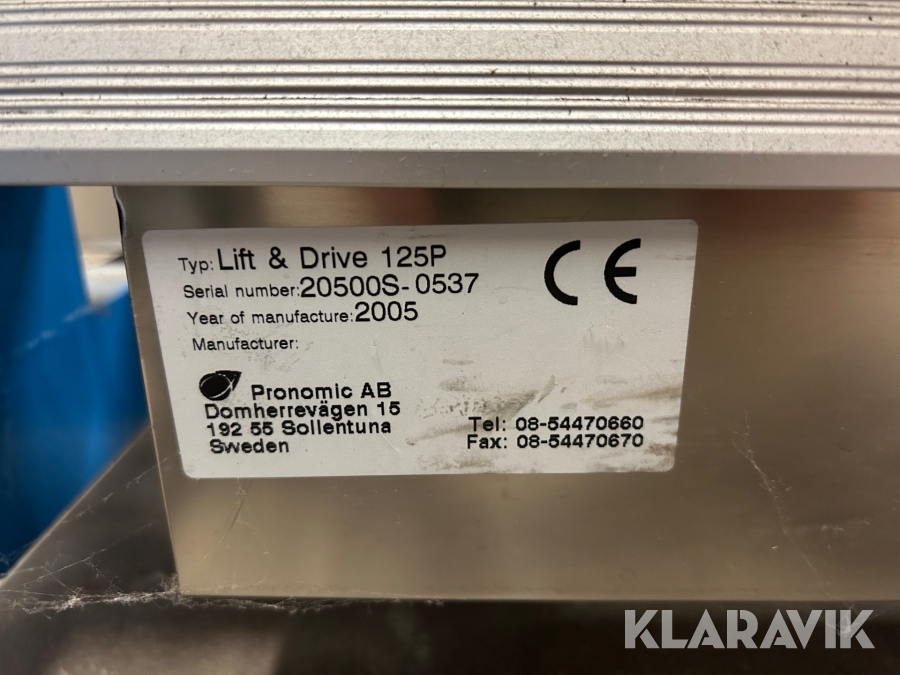 Typ: Lift & Drive 125P
Serial number: 20500S-0537
Year of manufacture: 2005
Manufacturer:
Pronomic AB
Domherrevägen 15
192 55 Sollentuna
Sweden
CE
Tel: 08-54470660
Fax: 08-54470670
KLARAVIK